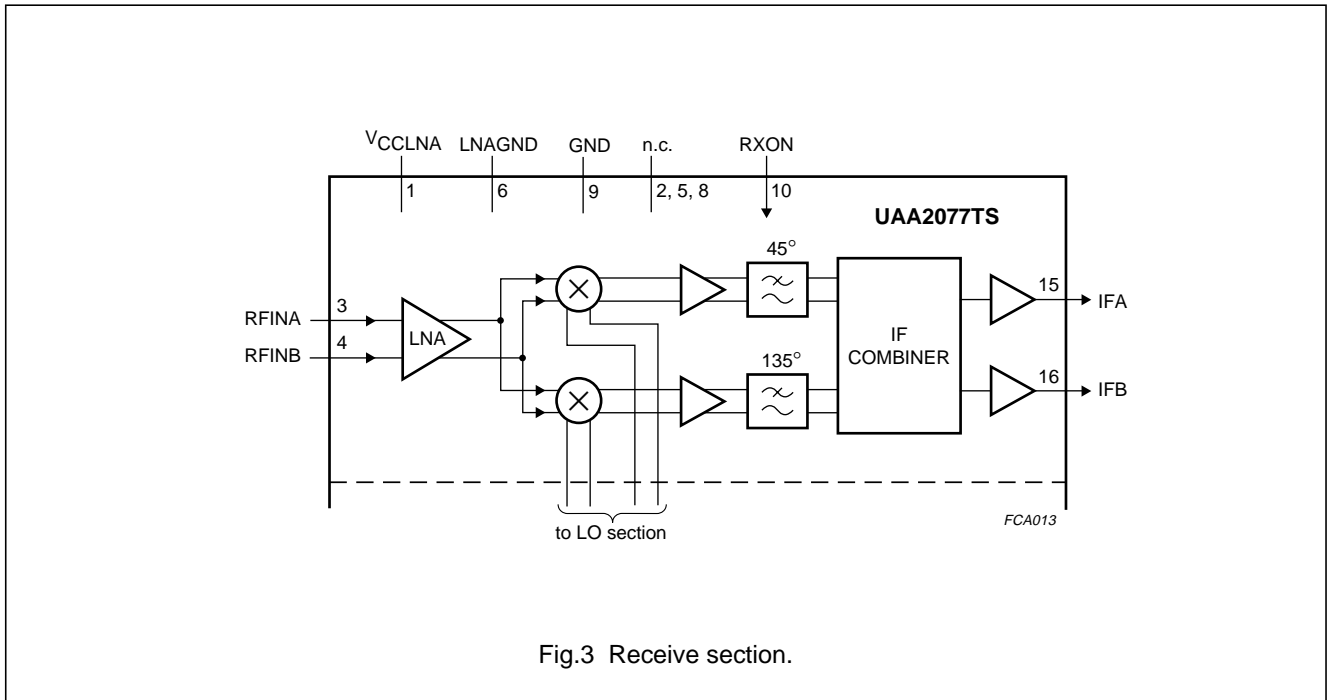 VCCLNA LNAGND GND n.c. RXON
1 6 9 2, 5, 8 10
UAA2077TS
45°
3 15
RFINA IFA
LNA
IF
COMBINER
4
RFINB
135°
16
IFB
to LO section
FCA013
Fig.3 Receive section.